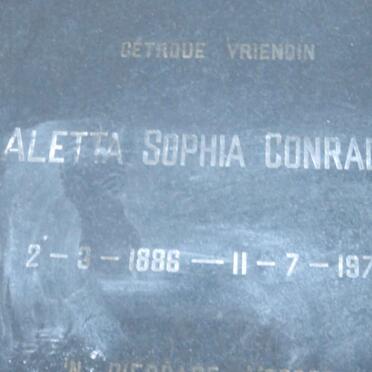 GETROUE VRIENDIN
ALETTA SOPHIA CONRAD
2-3-1886 — 11-7-197
'N